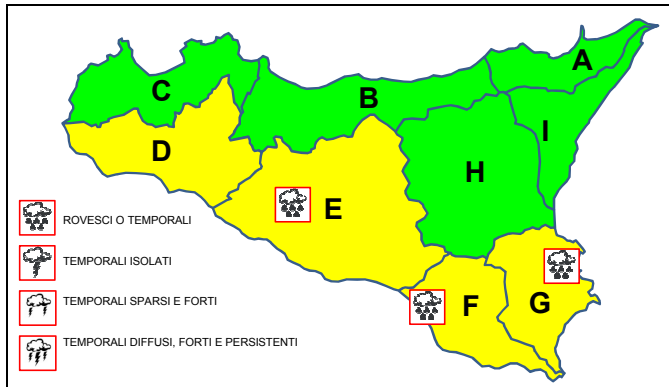 A
C
B
I
D
H
E
ROVESCI O TEMPORALI
TEMPORALI ISOLATI
F
G
TEMPORALI SPARSI E FORTI
TEMPORALI DIFFUSI, FORTI E PERSISTENTI